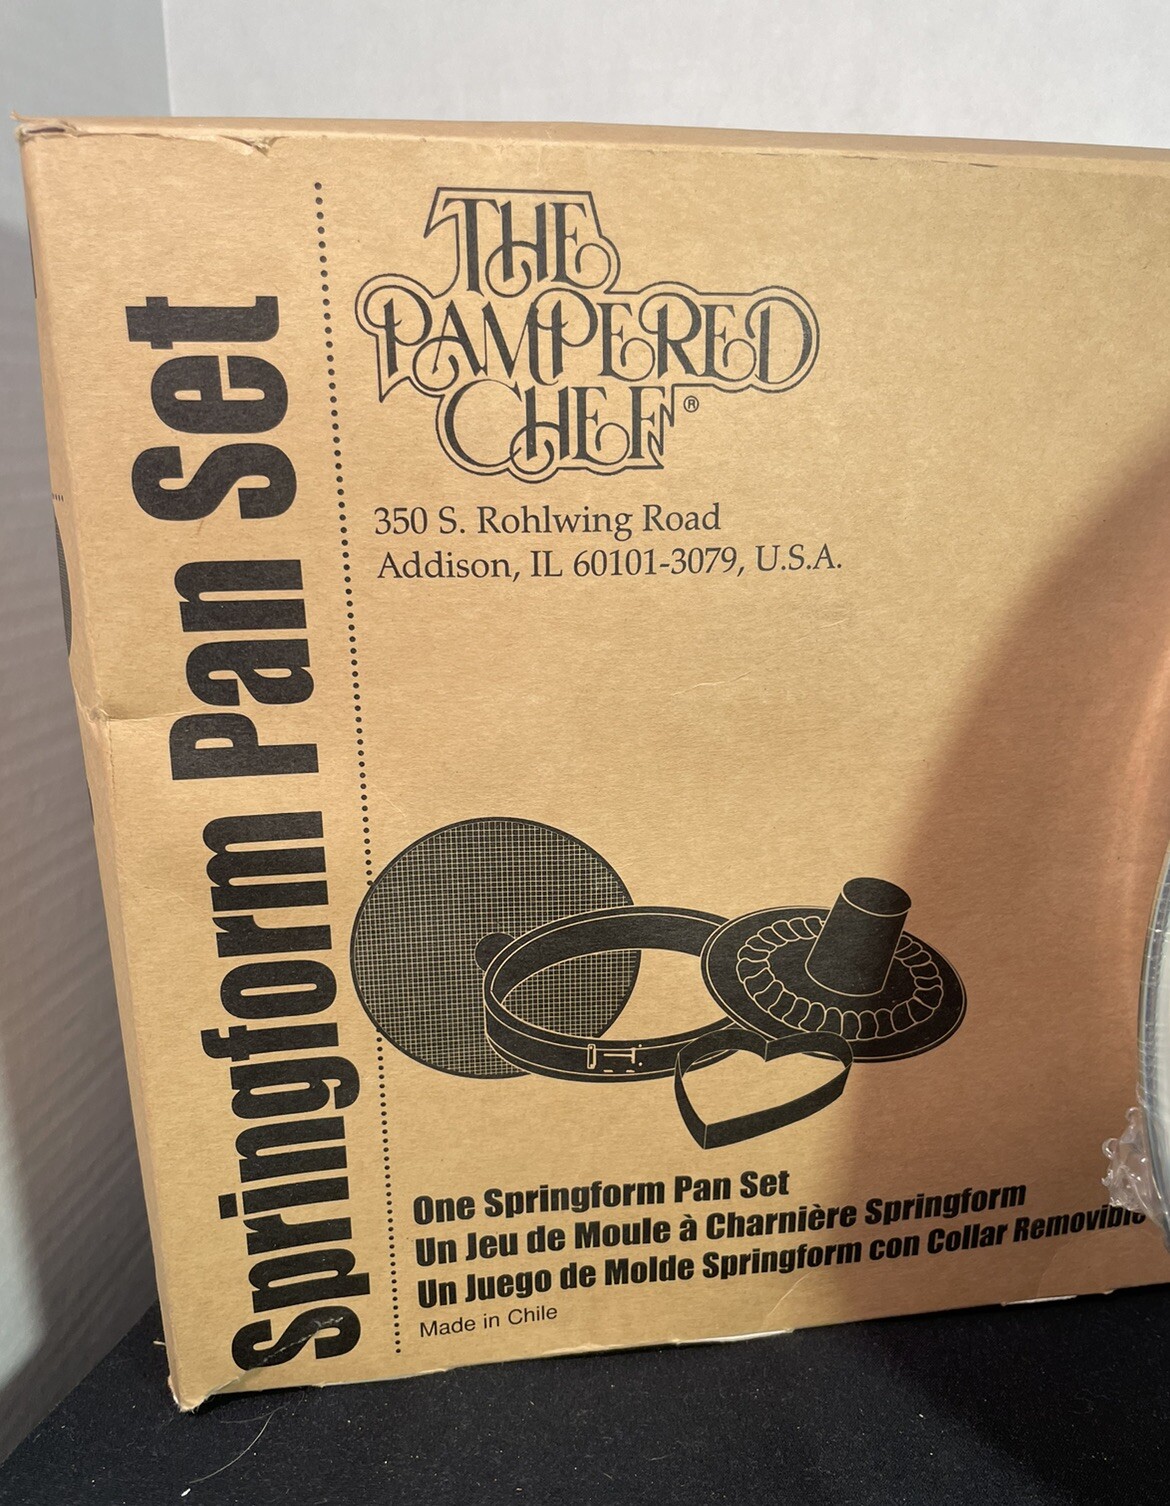 Springform Pan Set
THE
PAMPERED
CHEF®
350 S. Rohlwing Road
Addison, IL 60101-3079, U.S.A.
One Springform Pan Set
Un Jeu de Moule à Charnière Springform
Un Juego de Molde Springform con Collar Removible
Made in Chile